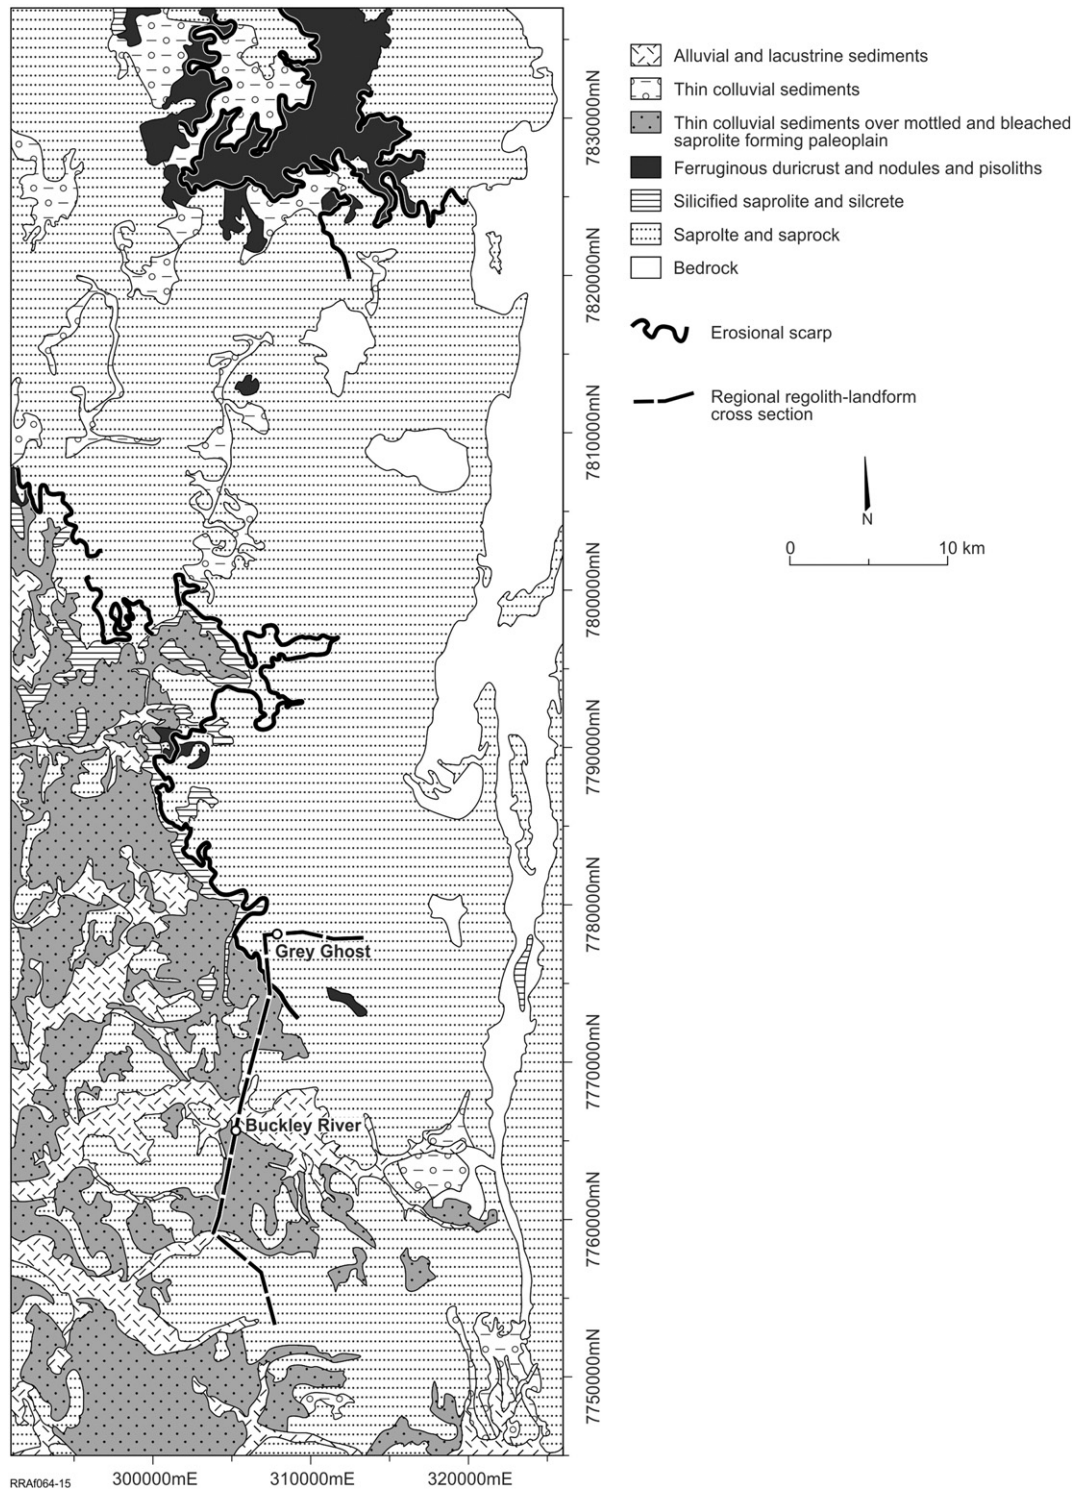 Alluvial and lacustrine sediments
Thin colluvial sediments
Thin colluvial sediments over mottled and bleached
saprolite forming paleoplain
Ferruginous duricrust and nodules and pisoliths
Silicified saprolite and silcrete
Saprolte and saprock
Bedrock
Erosional scarp
Regional regolith-landform
cross section
N
0 10 km
7830000mN
7820000mN
7810000mN
7800000mN
7790000mN
7780000mN
7770000mN
7760000mN
7750000mN
Grey Ghost
Buckley River
300000mE 310000mE 320000mE
RRAf064-15